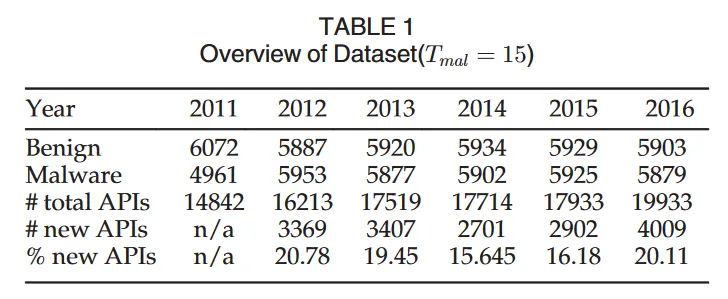 TABLE 1
Overview of Dataset(T_mal = 15)
Year 2011 2012 2013 2014 2015 2016
Benign 6072 5887 5920 5934 5929 5903
Malware 4961 5953 5877 5902 5925 5879
# total APIs 14842 16213 17519 17714 17933 19933
# new APIs n/a 3369 3407 2701 2902 4009
% new APIs n/a 20.78 19.45 15.645 16.18 20.11